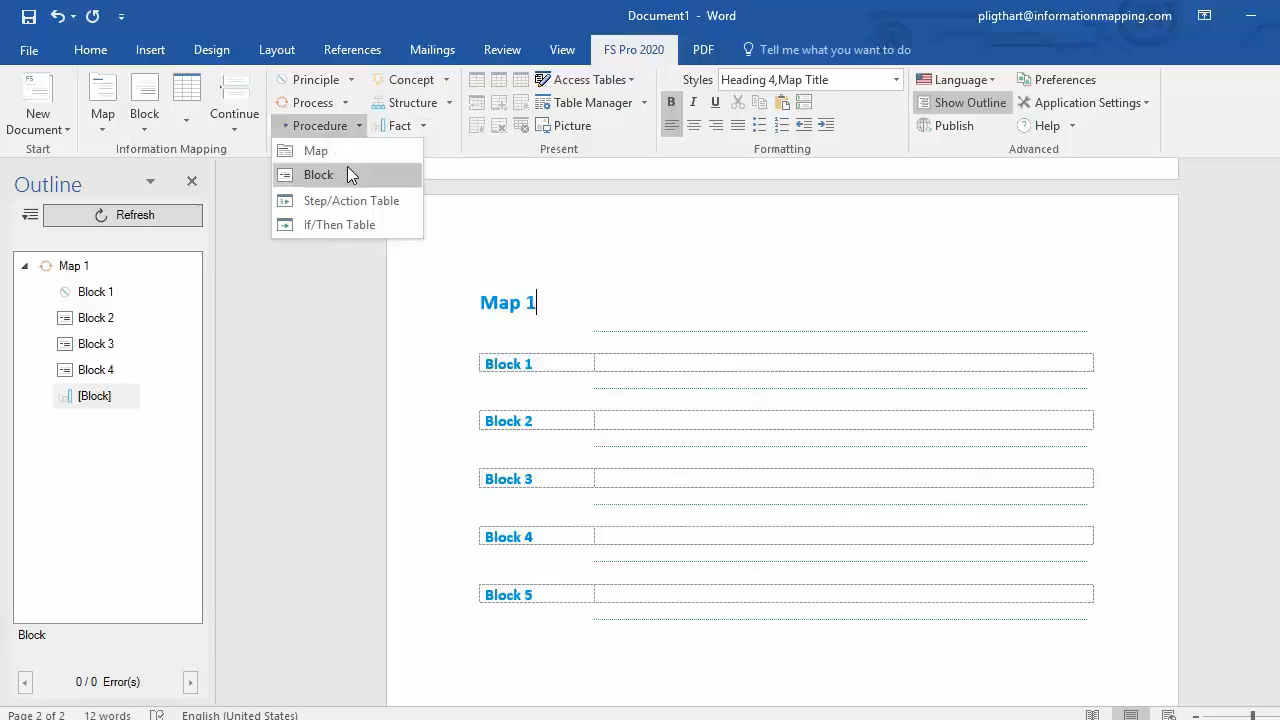 Document1 - Word
pligthart@informationmapping.com
File Home Insert Design Layout References Mailings Review View FS Pro 2020 PDF Tell me what you want to do
FS
New Document
Start
Map
Block
Continue
Information Mapping
Principle
Process
Procedure
Concept
Structure
Fact
Access Tables
Table Manager
Picture
Present
Styles Heading 4,Map Title
B I U
Formatting
Language
Show Outline
Publish
Preferences
Application Settings
Help
Advanced
Map
Block
Step/Action Table
If/Then Table
Outline
Refresh
Map 1
Block 1
Block 2
Block 3
Block 4
[Block]
Block
0 / 0 Error(s)
Map 1
Block 1
Block 2
Block 3
Block 4
Block 5
Page 2 of 2 12 words English (United States)